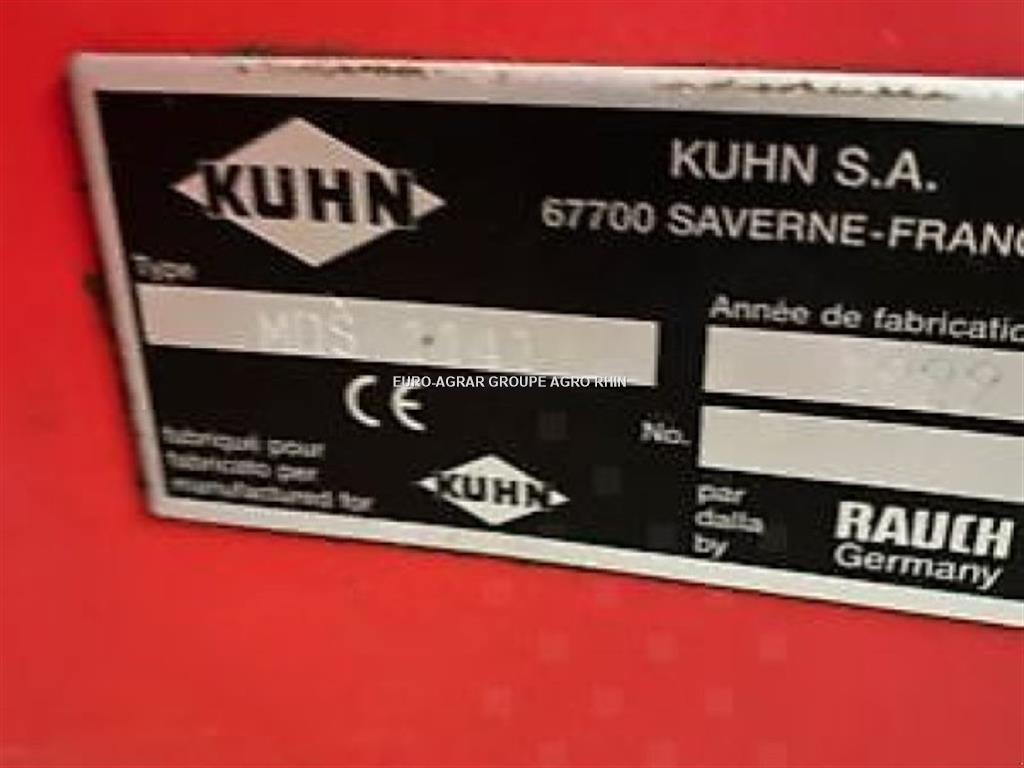 KUHN
KUHN S.A.
67700 SAVERNE-FRANC
Type
MDS
Année de fabricatio
EURO-AGRAR GROUPE AGRO RHIN
CE
No.
fabriqué pour
fabricato per
manufactured for
KUHN
par
dalla
by
RAUCH
Germany